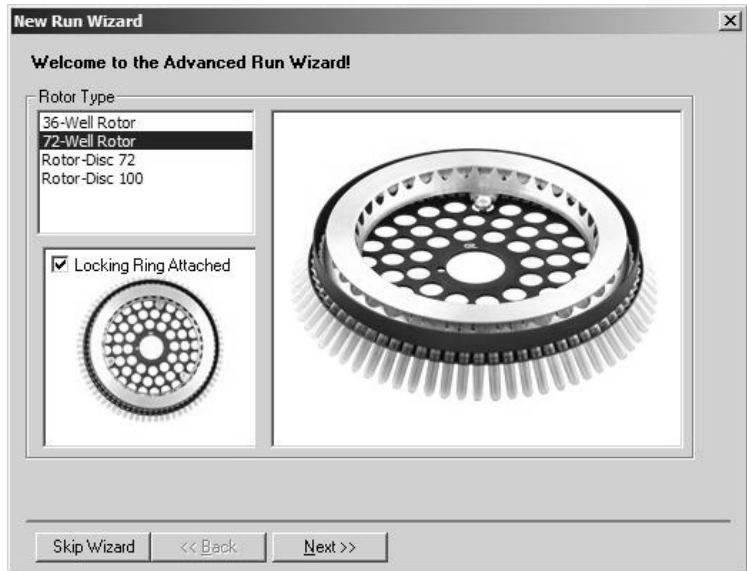 New Run Wizard
Welcome to the Advanced Run Wizard!
Rotor Type
36-Well Rotor
72-Well Rotor
Rotor-Disc 72
Rotor-Disc 100
Locking Ring Attached
Skip Wizard
<< Back
Next >>